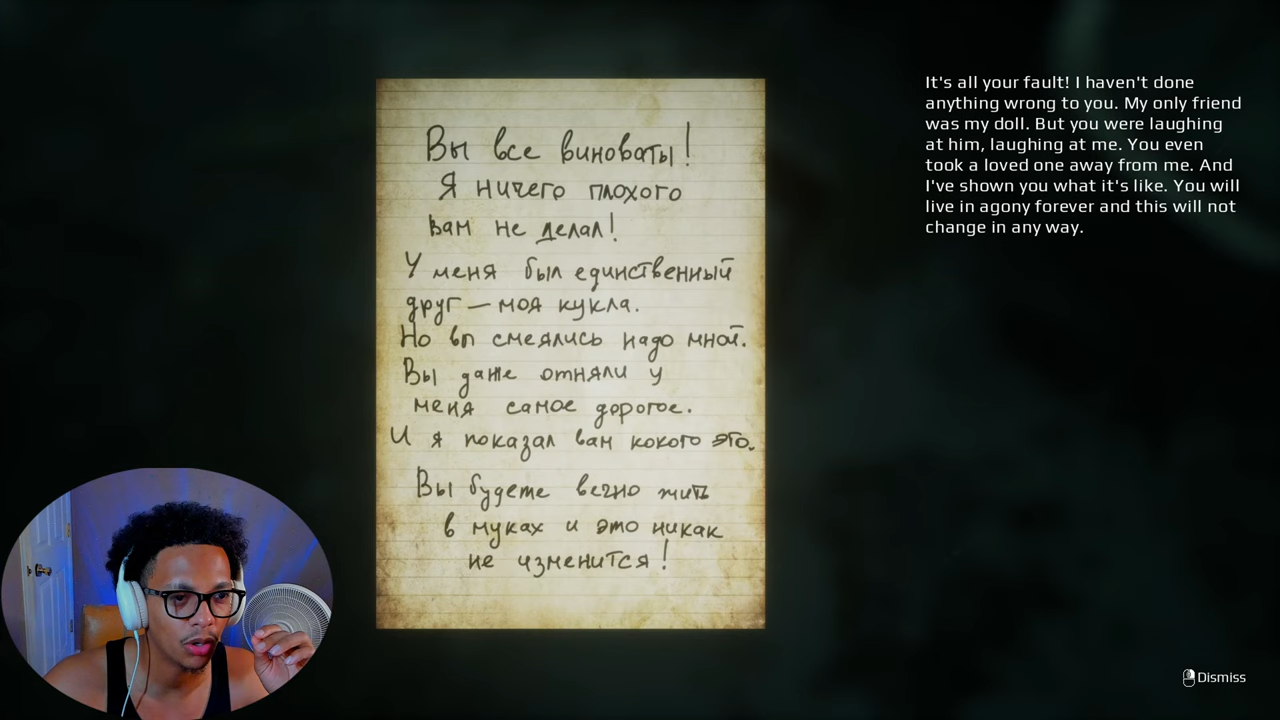 Вы все виноваты!
Я ничего плохого
вам не делал!
У меня был единственный
друг — моя кукла.
Но вы смеялись надо мной.
Вы даже отняли у
меня самое дорогое.
И я показал вам кокого это.
Вы будете вечно жить
в муках и это никак
не изменится!
It's all your fault! I haven't done
anything wrong to you. My only friend
was my doll. But you were laughing
at him, laughing at me. You even
took a loved one away from me. And
I've shown you what it's like. You will
live in agony forever and this will not
change in any way.
Dismiss